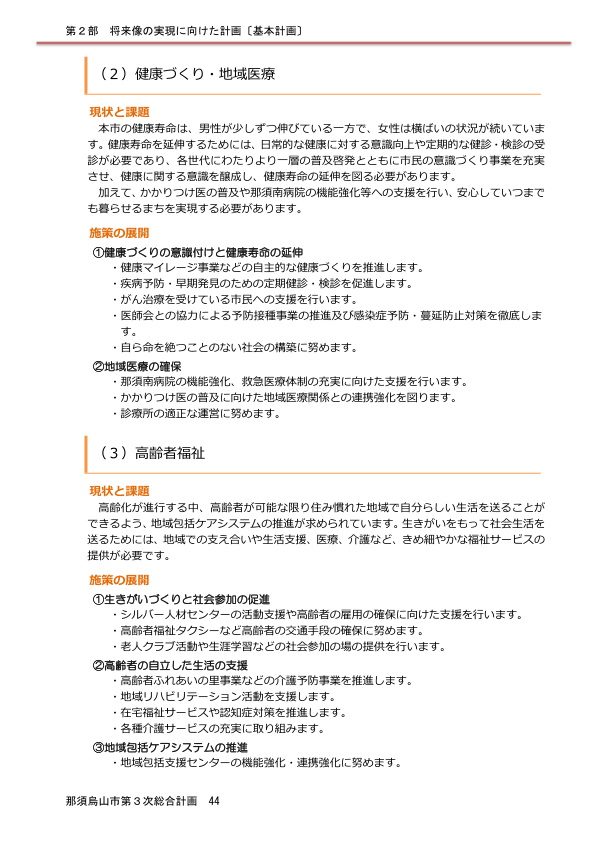 第２部　将来像の実現に向けた計画〔基本計画〕
（２）健康づくり・地域医療
現状と課題
　本市の健康寿命は、男性が少しずつ伸びている一方で、女性は横ばいの状況が続いていま
す。健康寿命を延伸するためには、日常的な健康に対する意識向上や定期的な健診・検診の受
診が必要であり、各世代にわたりより一層の普及啓発とともに市民の意識づくり事業を充実
させ、健康に関する意識を醸成し、健康寿命の延伸を図る必要があります。
　加えて、かかりつけ医の普及や那須南病院の機能強化等への支援を行い、安心していつまで
も暮らせるまちを実現する必要があります。
施策の展開
①健康づくりの意識付けと健康寿命の延伸
・健康マイレージ事業などの自主的な健康づくりを推進します。
・疾病予防・早期発見のための定期健診・検診を促進します。
・がん治療を受けている市民への支援を行います。
・医師会との協力による予防接種事業の推進及び感染症予防・蔓延防止対策を徹底しま
す。
・自ら命を絶つことのない社会の構築に努めます。
②地域医療の確保
・那須南病院の機能強化、救急医療体制の充実に向けた支援を行います。
・かかりつけ医の普及に向けた地域医療関係との連携強化を図ります。
・診療所の適正な運営に努めます。
（３）高齢者福祉
現状と課題
　高齢化が進行する中、高齢者が可能な限り住み慣れた地域で自分らしい生活を送ることが
できるよう、地域包括ケアシステムの推進が求められています。生きがいをもって社会生活を
送るためには、地域での支え合いや生活支援、医療、介護など、きめ細やかな福祉サービスの
提供が必要です。
施策の展開
①生きがいづくりと社会参加の促進
・シルバー人材センターの活動支援や高齢者の雇用の確保に向けた支援を行います。
・高齢者福祉タクシーなど高齢者の交通手段の確保に努めます。
・老人クラブ活動や生涯学習などの社会参加の場の提供を行います。
②高齢者の自立した生活の支援
・高齢者ふれあいの里事業などの介護予防事業を推進します。
・地域リハビリテーション活動を支援します。
・在宅福祉サービスや認知症対策を推進します。
・各種介護サービスの充実に取り組みます。
③地域包括ケアシステムの推進
・地域包括支援センターの機能強化・連携強化に努めます。
那須烏山市第３次総合計画　44